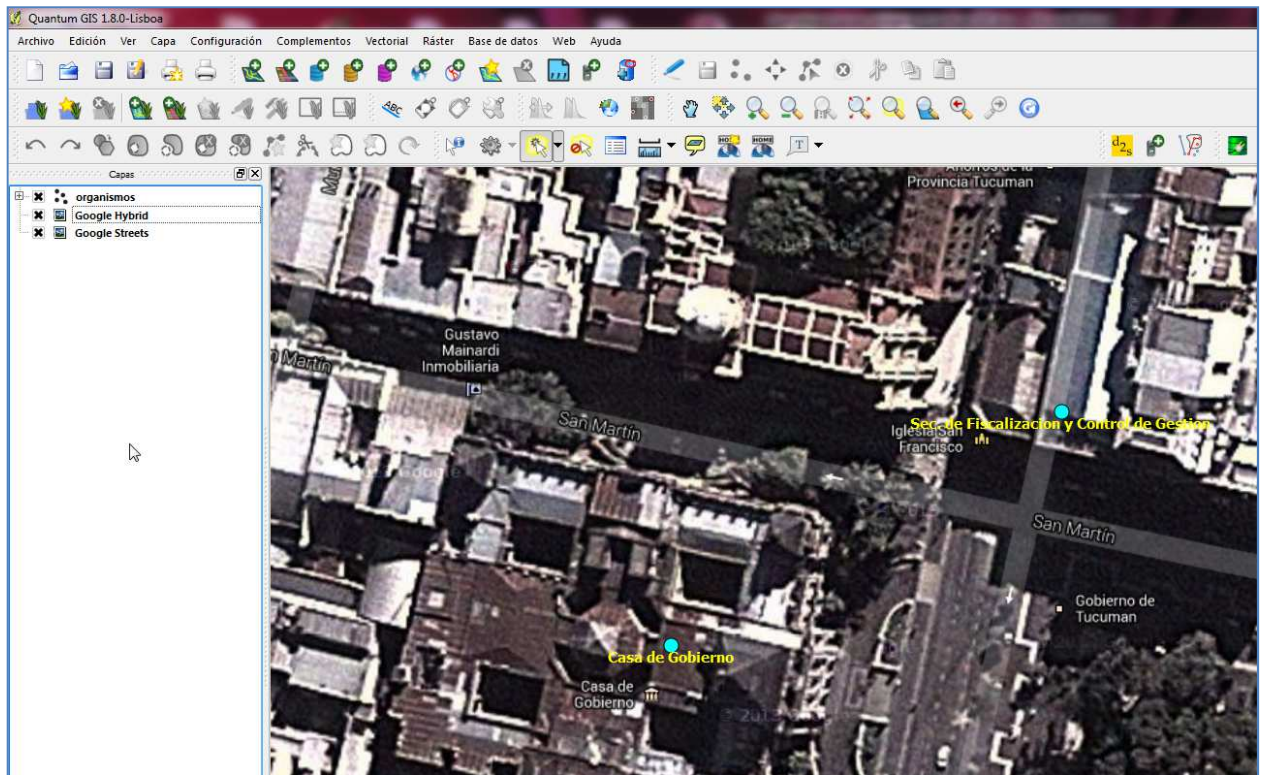 Quantum GIS 1.8.0-Lisboa
Archivo Edición Ver Capa Configuración Complementos Vectorial Ráster Base de datos Web Ayuda
Capas
organismos
Google Hybrid
Google Streets
Provincia Tucuman
Gustavo
Mainardi
Inmobiliaria
Martín
San Martín
Sec. de Fiscalizacion y Control de Gestion
Iglesia San
Francisco
San Martín
Gobierno de
Tucuman
Casa de Gobierno
Casa de
Gobierno